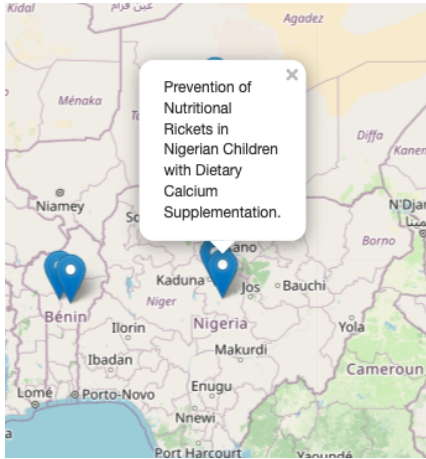 Kidal
عين قزام
Agadez
Ménaka
Prevention of
Nutritional
Rickets in
Nigerian Children
with Dietary
Calcium
Supplementation.
×
Diffa
Kanem
Niamey
N'Djam
Borno
ano
Kaduna
Jos
Bauchi
Niger
Bénin
Nigeria
Yola
Ilorin
Makurdi
Ibadan
Cameroun
Enugu
Lomé
Porto-Novo
Nnewi
Port Harcourt
Yaoundé